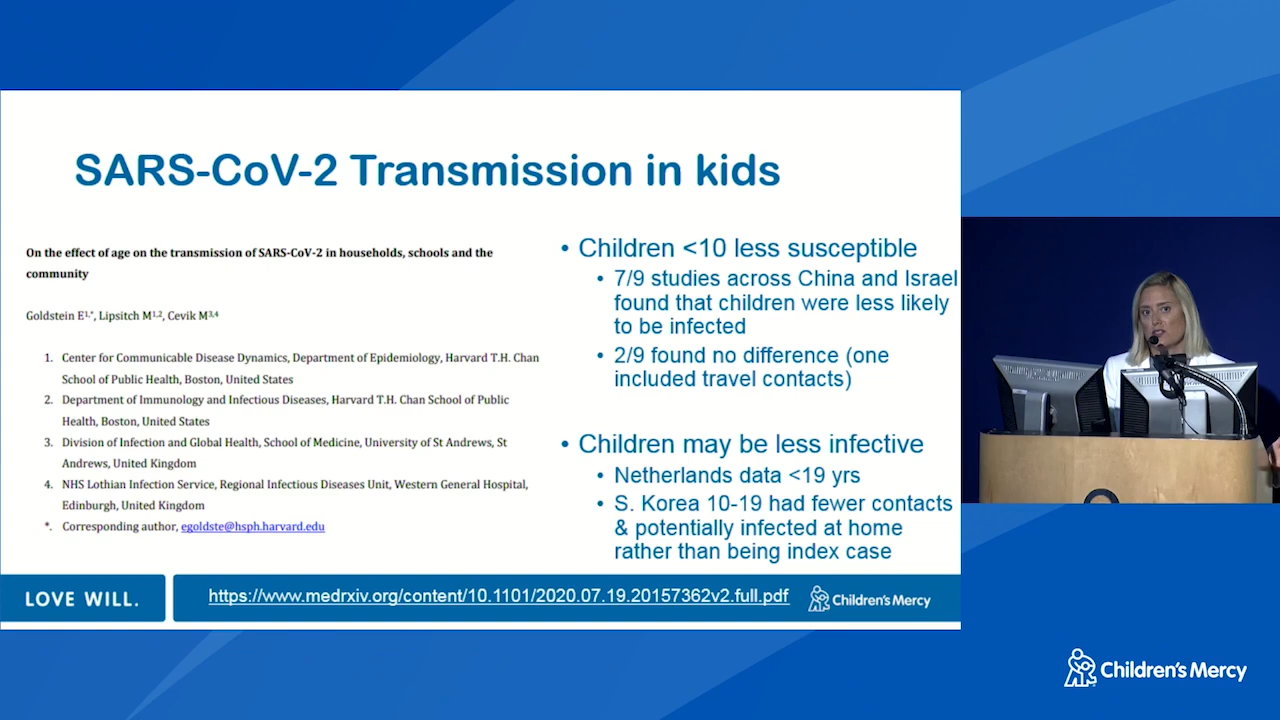 SARS-CoV-2 Transmission in kids
On the effect of age on the transmission of SARS-CoV-2 in households, schools and the
community
Goldstein E1,*, Lipsitch M1,2, Cevik M3,4
1. Center for Communicable Disease Dynamics, Department of Epidemiology, Harvard T.H. Chan
School of Public Health, Boston, United States
2. Department of Immunology and Infectious Diseases, Harvard T.H. Chan School of Public
Health, Boston, United States
3. Division of Infection and Global Health, School of Medicine, University of St Andrews, St
Andrews, United Kingdom
4. NHS Lothian Infection Service, Regional Infectious Diseases Unit, Western General Hospital,
Edinburgh, United Kingdom
*. Corresponding author, egoldste@hsph.harvard.edu
• Children <10 less susceptible
• 7/9 studies across China and Israel
found that children were less likely
to be infected
• 2/9 found no difference (one
included travel contacts)
• Children may be less infective
• Netherlands data <19 yrs
• S. Korea 10-19 had fewer contacts
& potentially infected at home
rather than being index case
LOVE WILL.
https://www.medrxiv.org/content/10.1101/2020.07.19.20157362v2.full.pdf
Children's Mercy
Children's Mercy